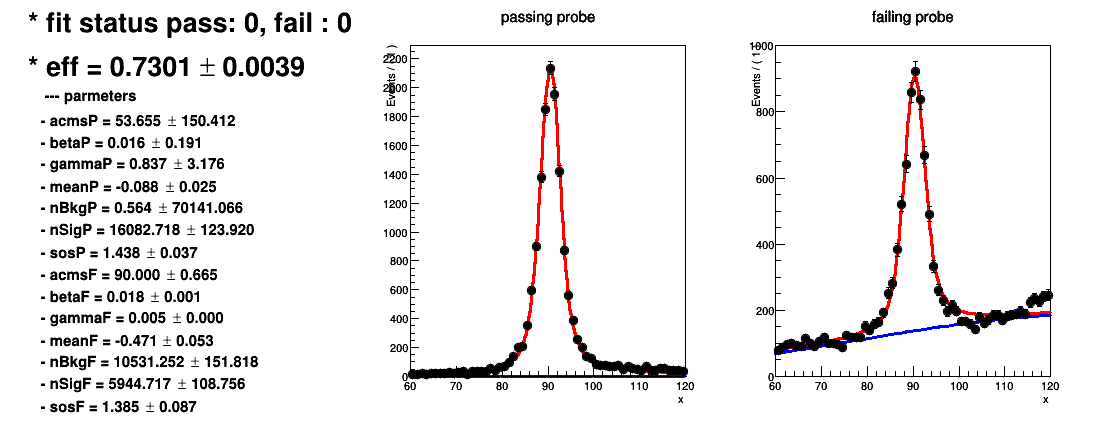 * fit status pass: 0, fail : 0
* eff = 0.7301 ± 0.0039
--- parmeters
- acmsP = 53.655 ± 150.412
- betaP = 0.016 ± 0.191
- gammaP = 0.837 ± 3.176
- meanP = -0.088 ± 0.025
- nBkgP = 0.564 ± 70141.066
- nSigP = 16082.718 ± 123.920
- sosP = 1.438 ± 0.037
- acmsF = 90.000 ± 0.665
- betaF = 0.018 ± 0.001
- gammaF = 0.005 ± 0.000
- meanF = -0.471 ± 0.053
- nBkgF = 10531.252 ± 151.818
- nSigF = 5944.717 ± 108.756
- sosF = 1.385 ± 0.087
passing probe
Events / ( 1 )
2200
2000
1800
1600
1400
1200
1000
800
600
400
200
0
60 70 80 90 100 110 120
x
failing probe
Events / ( 1 )
1000
800
600
400
200
0
60 70 80 90 100 110 120
x